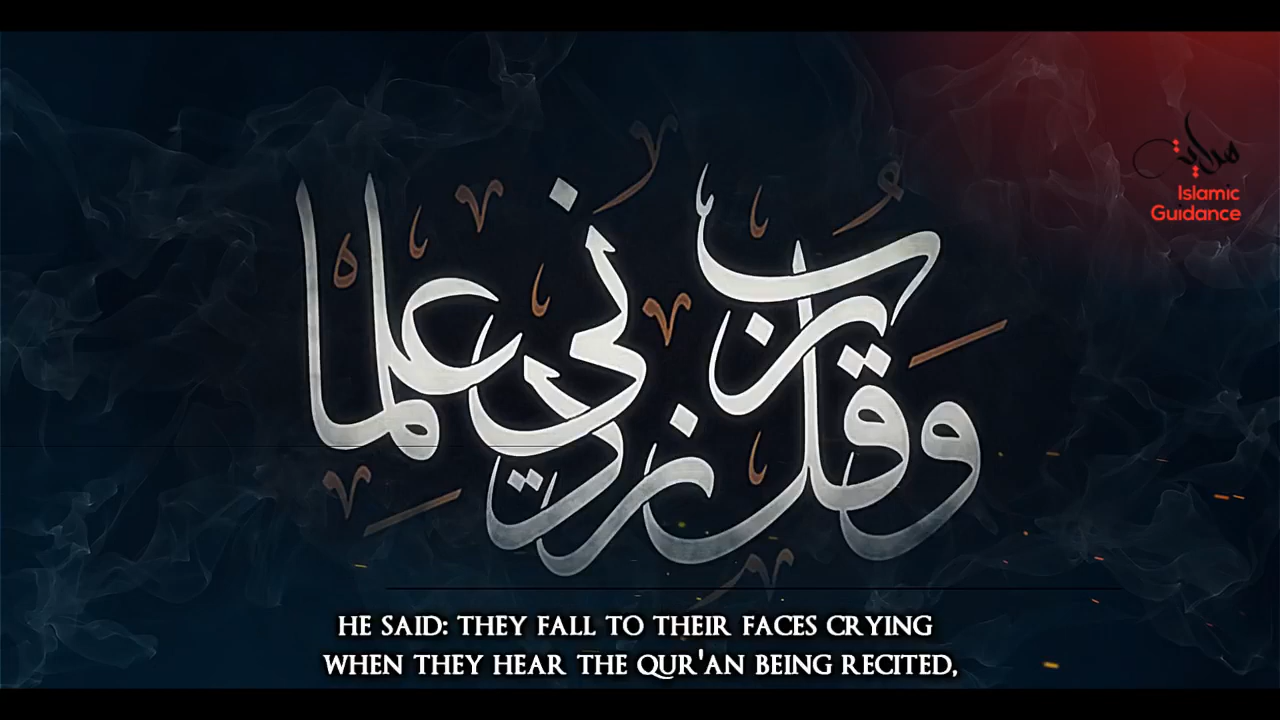 وقل رب زدني علما
هداية
Islamic
Guidance
HE SAID: THEY FALL TO THEIR FACES CRYING
WHEN THEY HEAR THE QUR'AN BEING RECITED,